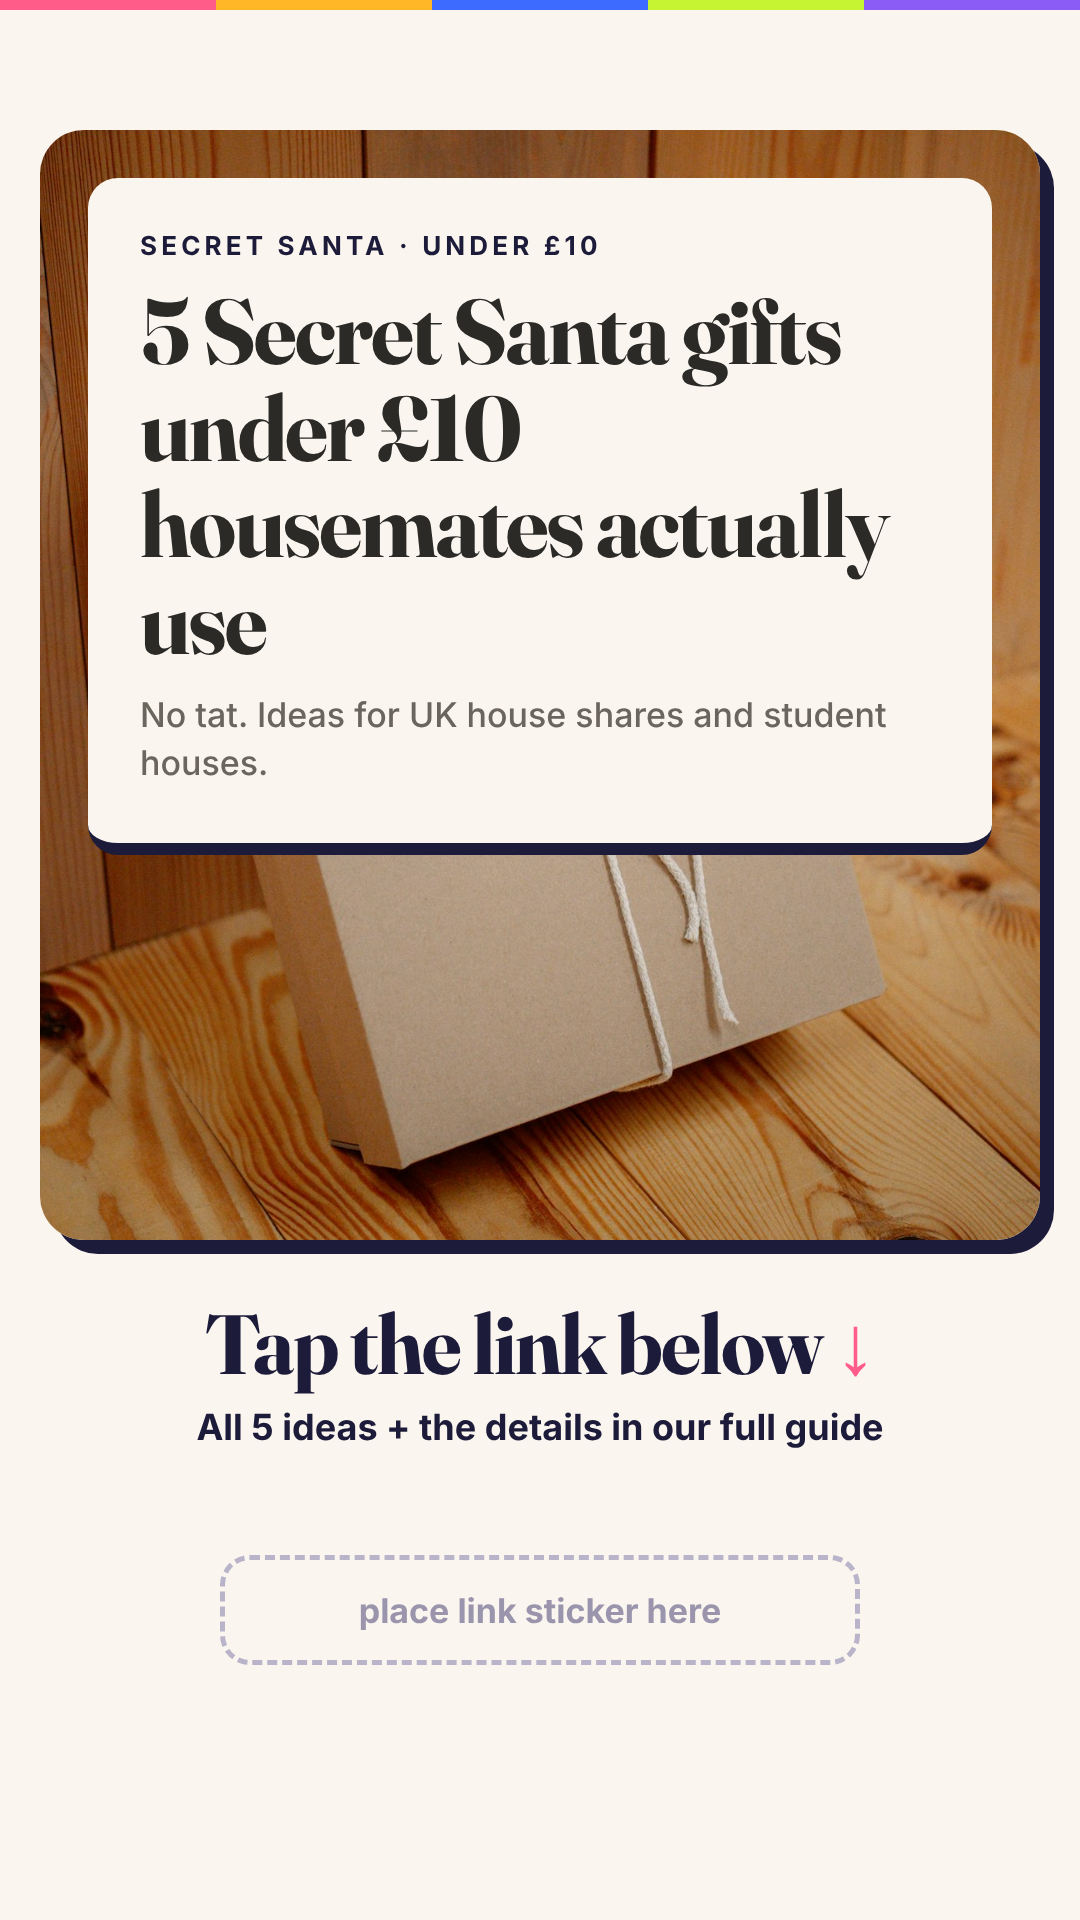 SECRET SANTA · UNDER £10
5 Secret Santa gifts
under £10
housemates actually
use
No tat. Ideas for UK house shares and student
houses.
Tap the link below ↓
All 5 ideas + the details in our full guide
place link sticker here